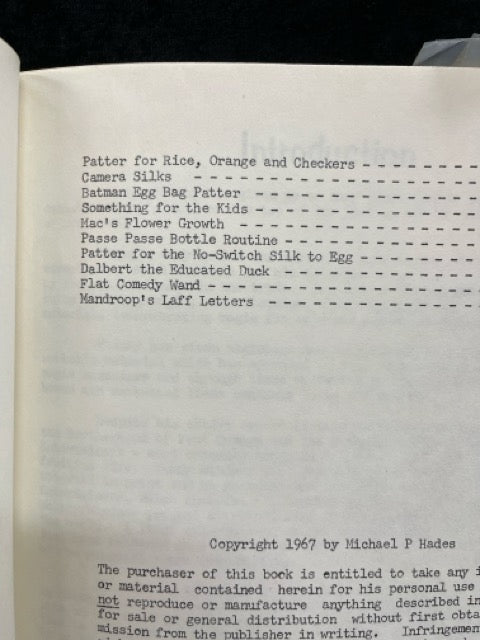 Patter for Rice, Orange and Checkers - - - - - - - -
Camera Silks - - - - - - - - - - - - - - - - - - -
Batman Egg Bag Patter - - - - - - - - - - - - - - -
Something for the Kids - - - - - - - - - - - - - - -
Mac's Flower Growth - - - - - - - - - - - - - - - -
Passe Passe Bottle Routine - - - - - - - - - - - - -
Patter for the No-Switch Silk to Egg - - - - - - - -
Dalbert the Educated Duck - - - - - - - - - - - - -
Flat Comedy Wand - - - - - - - - - - - - - - - - - -
Mandroop's Laff Letters - - - - - - - - - - - - - -
Copyright 1967 by Michael P Hades
The purchaser of this book is entitled to take any
or material contained herein for his personal use
not reproduce or manufacture anything described in
for sale or general distribution without first
mission from the publisher in writing.